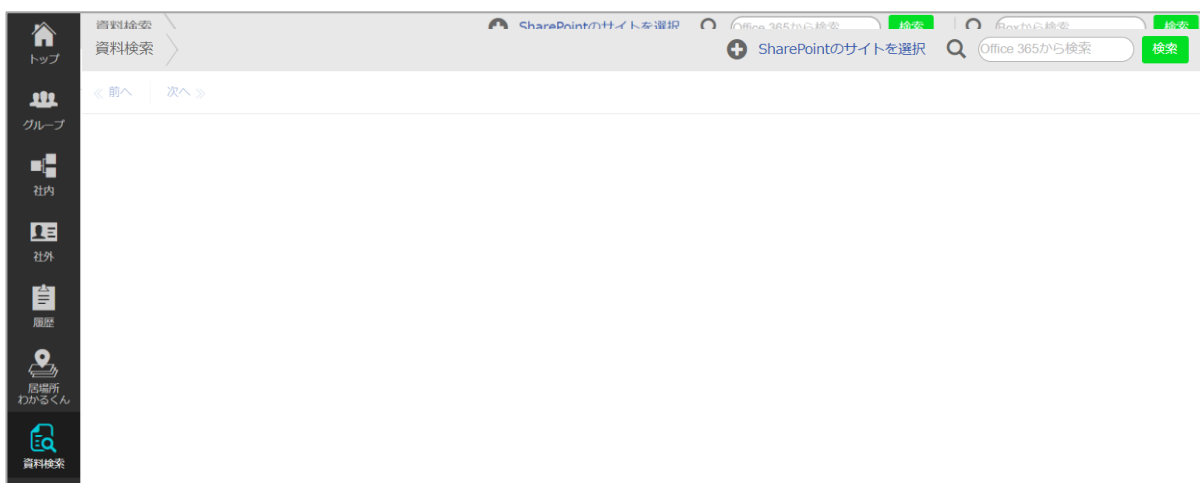 資料検索
SharePointのサイトを選択
Office 365から検索
検索
Boxから検索
検索
資料検索
SharePointのサイトを選択
Office 365から検索
検索
≪ 前へ
次へ ≫
トップ
グループ
社内
社外
履歴
居場所
わかるくん
資料検索